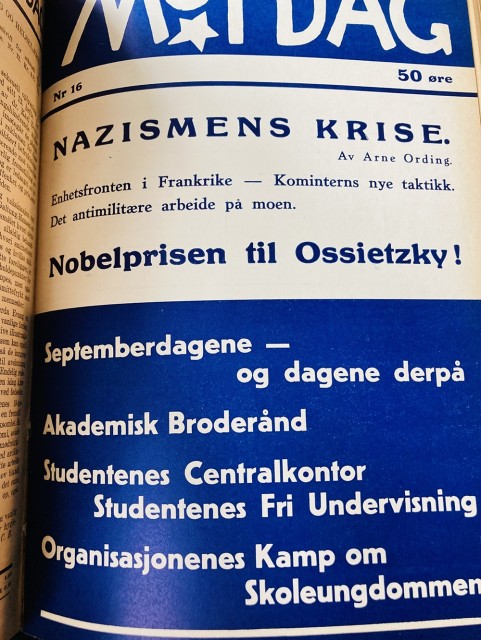 MOT DAG
Nr 16
50 øre
NAZISMENS KRISE.
Av Arne Ording.
Enhetsfronten i Frankrike — Kominterns nye taktikk.
Det antimilitære arbeide på moen.
Nobelprisen til Ossietzky!
Septemberdagene —
og dagene derpå
Akademisk Broderånd
Studentenes Centralkontor
Studentenes Fri Undervisning
Organisasjonenes Kamp om
Skoleungdommen